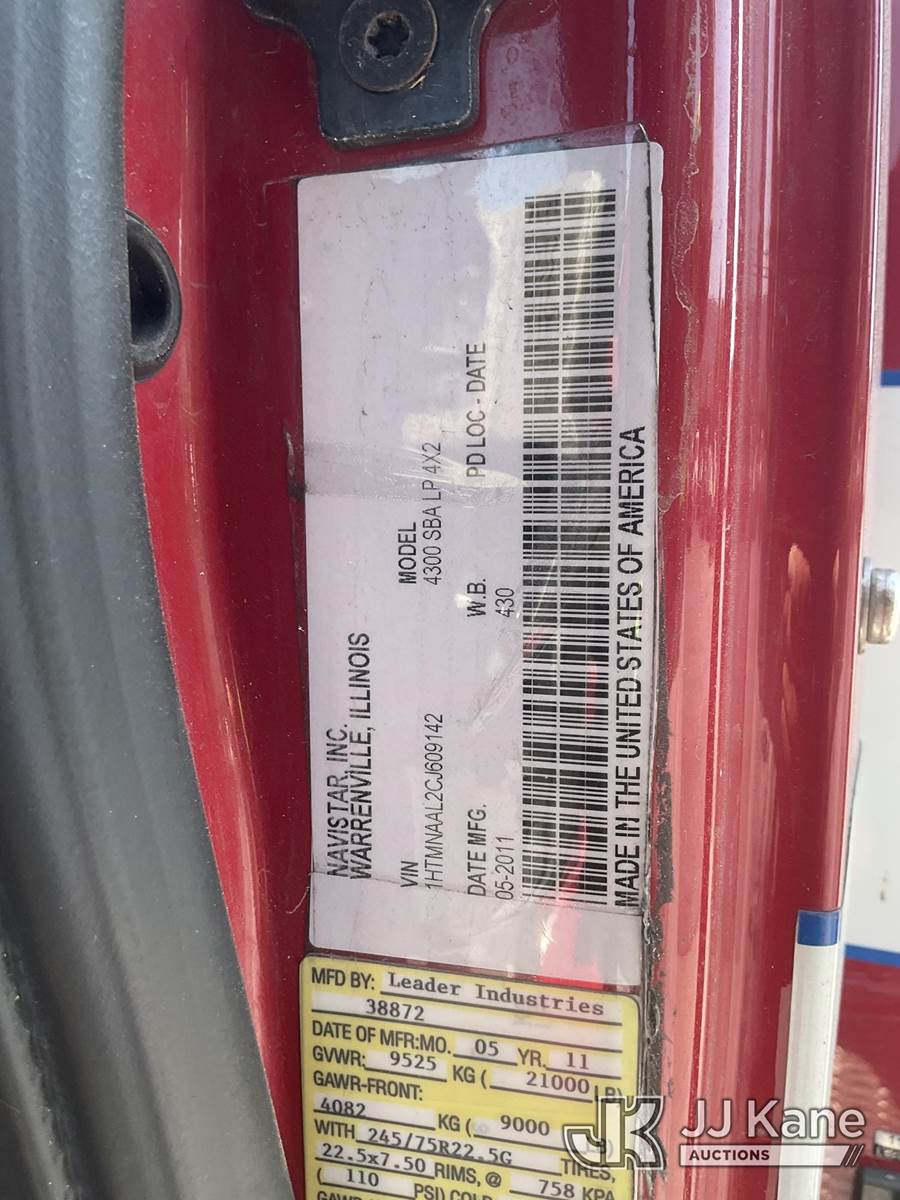 NAVISTAR, INC.
WARRENVILLE, ILLINOIS
VIN MODEL
1HTMNAAL2CJ609142 4300 SBA LP 4X2
DATE MFG. W.B. PD LOC - DATE
05-2011 430
MADE IN THE UNITED STATES OF AMERICA
MFD BY: Leader Industries
38872
DATE OF MFR:MO. 05 YR. 11
GVWR: 9525 KG ( 21000 LB)
GAWR-FRONT:
4082 KG ( 9000
WITH 245/75R22.5G TIRES,
22.5x7.50 RIMS, @ 758 KPA
( 110 PSI) COLD
JK JJ Kane
AUCTIONS